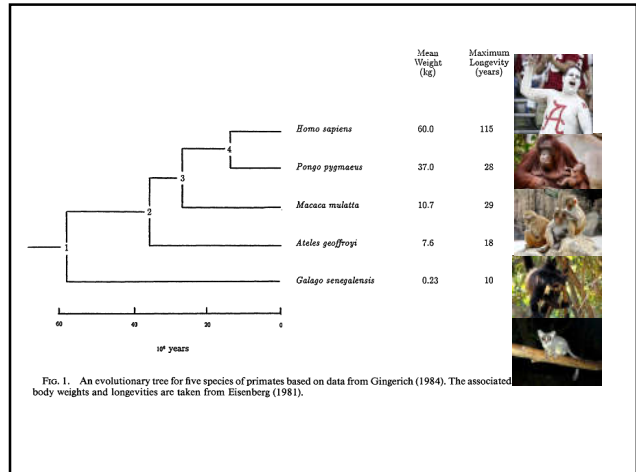 Mean Maximum
Weight Longevity
(kg) (years)
Homo sapiens 60.0 115
4
Pongo pygmaeus 37.0 28
3
Macaca mulatta 10.7 29
2
Ateles geoffroyi 7.6 18
1
Galago senegalensis 0.23 10
60 40 20 0
10⁶ years
FIG. 1. An evolutionary tree for five species of primates based on data from Gingerich (1984). The associated
body weights and longevities are taken from Eisenberg (1981).
A